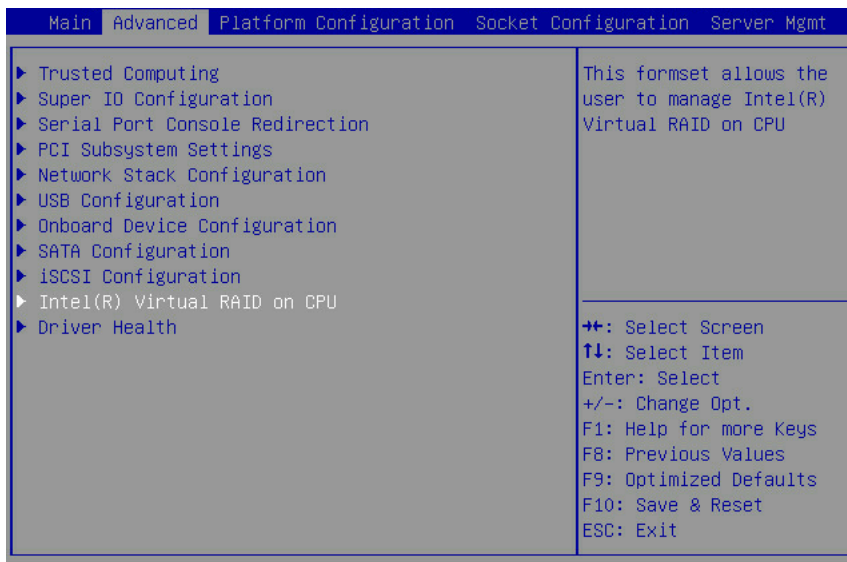 Main Advanced Platform Configuration Socket Configuration Server Mgmt
▶ Trusted Computing
▶ Super IO Configuration
▶ Serial Port Console Redirection
▶ PCI Subsystem Settings
▶ Network Stack Configuration
▶ USB Configuration
▶ Onboard Device Configuration
▶ SATA Configuration
▶ iSCSI Configuration
▶ Intel(R) Virtual RAID on CPU
▶ Driver Health
This formset allows the
user to manage Intel(R)
Virtual RAID on CPU
→←: Select Screen
↑↓: Select Item
Enter: Select
+/-: Change Opt.
F1: Help for more Keys
F8: Previous Values
F9: Optimized Defaults
F10: Save & Reset
ESC: Exit